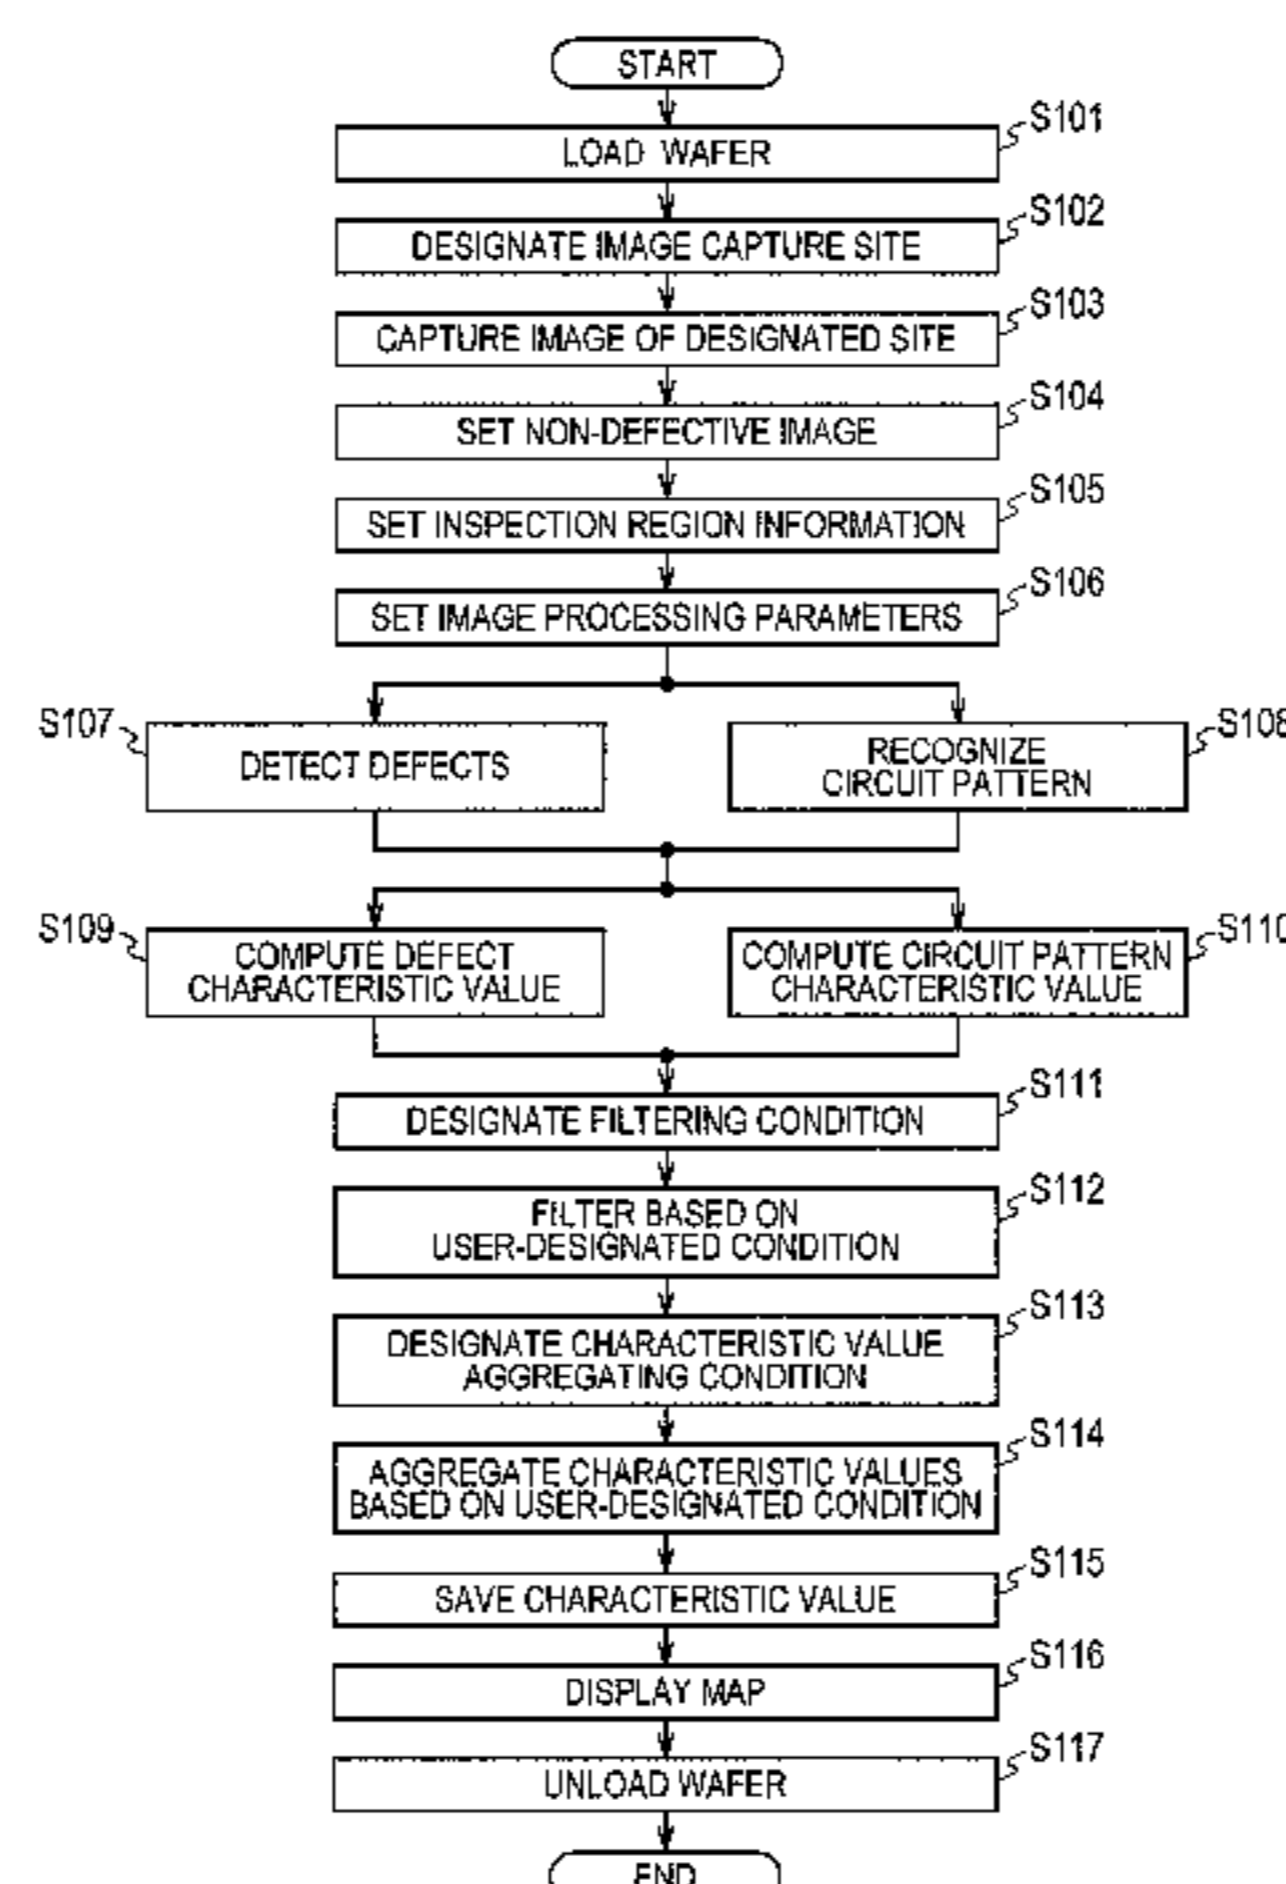 START
S101
LOAD WAFER
S102
DESIGNATE IMAGE CAPTURE SITE
S103
CAPTURE IMAGE OF DESIGNATED SITE
S104
SET NON-DEFECTIVE IMAGE
S105
SET INSPECTION REGION INFORMATION
S106
SET IMAGE PROCESSING PARAMETERS
S107
DETECT DEFECTS
S108
RECOGNIZE
CIRCUIT PATTERN
S109
COMPUTE DEFECT
CHARACTERISTIC VALUE
S110
COMPUTE CIRCUIT PATTERN
CHARACTERISTIC VALUE
S111
DESIGNATE FILTERING CONDITION
S112
FILTER BASED ON
USER-DESIGNATED CONDITION
S113
DESIGNATE CHARACTERISTIC VALUE
AGGREGATING CONDITION
S114
AGGREGATE CHARACTERISTIC VALUES
BASED ON USER-DESIGNATED CONDITION
S115
SAVE CHARACTERISTIC VALUE
S116
DISPLAY MAP
S117
UNLOAD WAFER
END